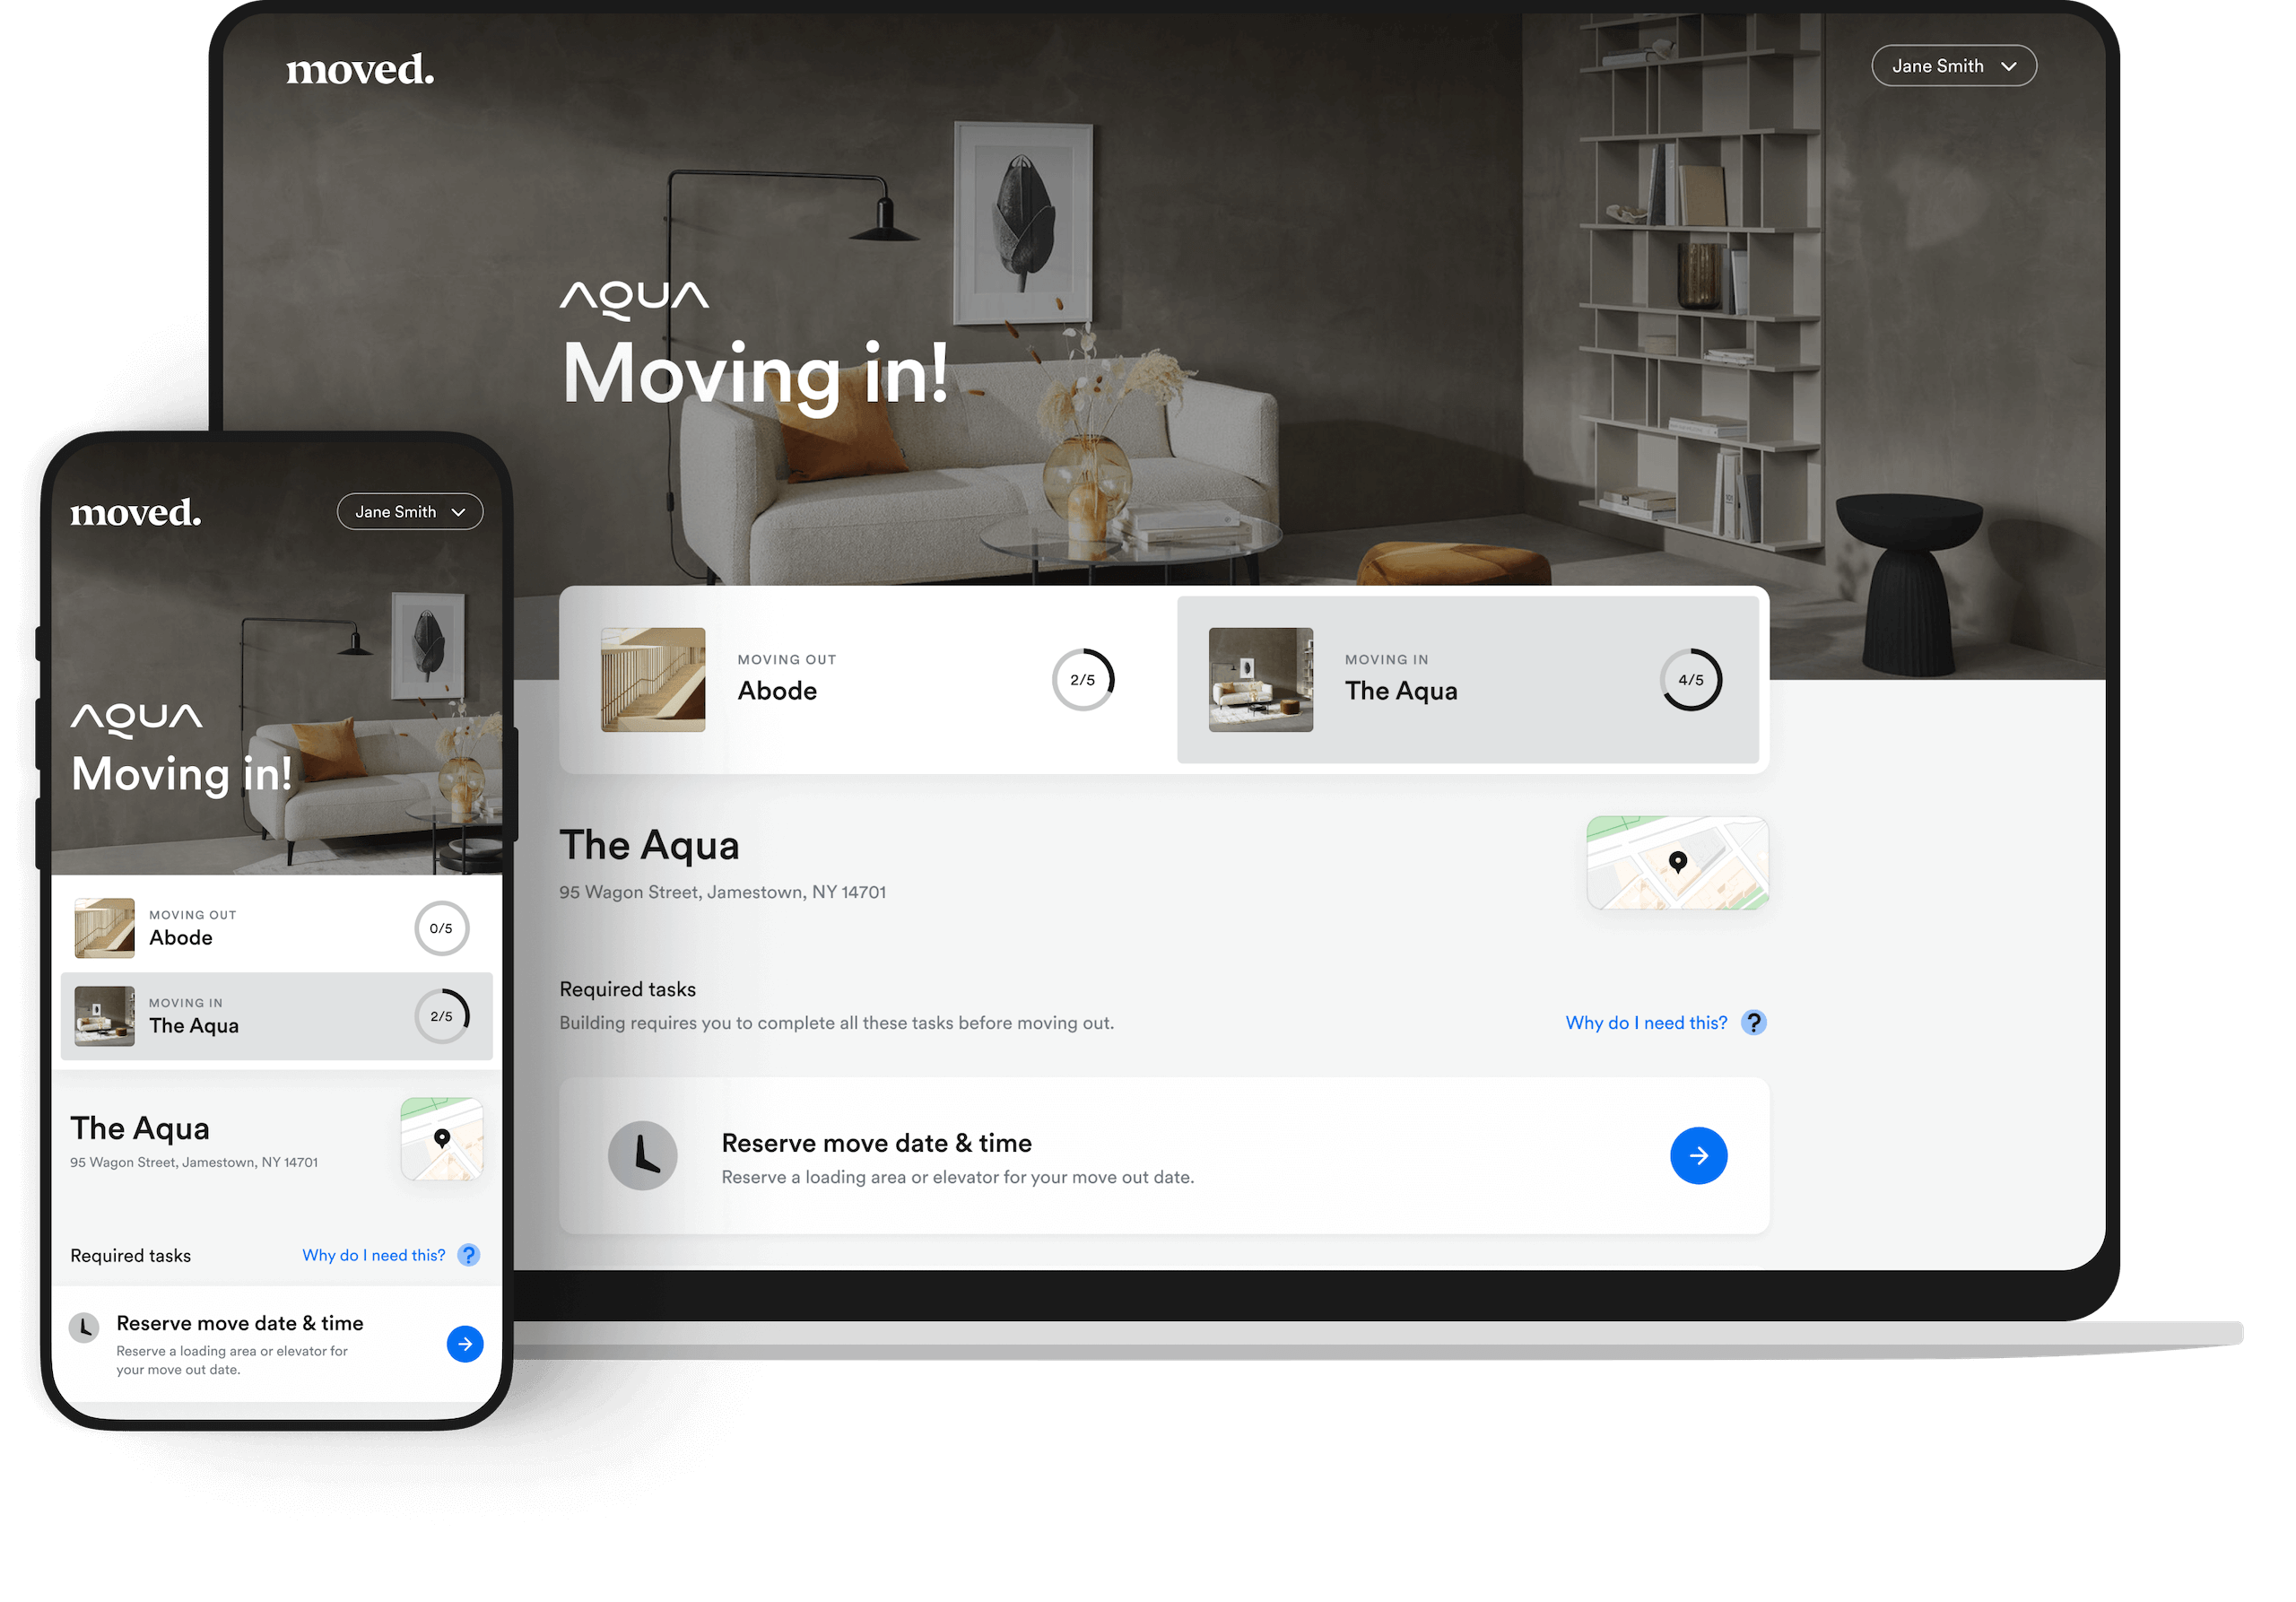 moved.
Jane Smith
AQUA
Moving in!
MOVING OUT
Abode
2/5
MOVING IN
The Aqua
4/5
The Aqua
95 Wagon Street, Jamestown, NY 14701
Required tasks
Building requires you to complete all these tasks before moving out.
Why do I need this? ?
Reserve move date & time
Reserve a loading area or elevator for your move out date.
moved.
Jane Smith
AQUA
Moving in!
MOVING OUT
Abode
0/5
MOVING IN
The Aqua
2/5
The Aqua
95 Wagon Street, Jamestown, NY 14701
Required tasks
Why do I need this? ?
Reserve move date & time
Reserve a loading area or elevator for
your move out date.